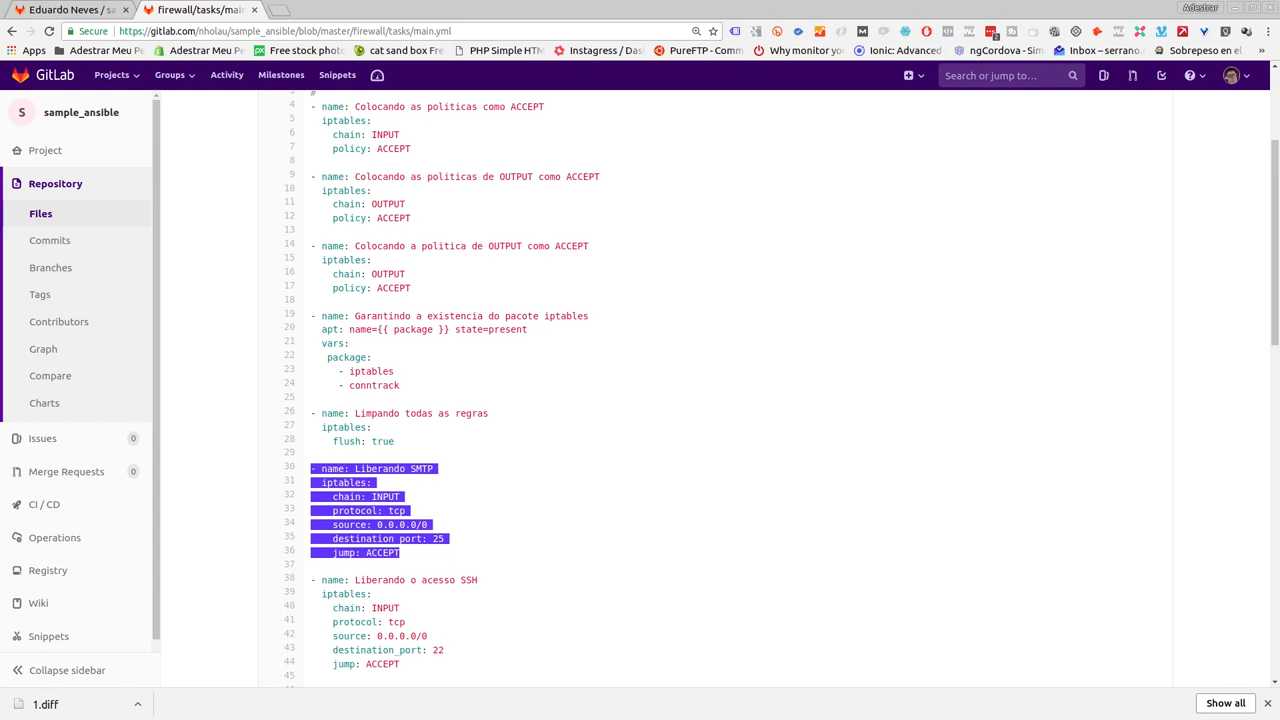 Eduardo Neves / sa
firewall/tasks/main
Adestrar
Secure
https://gitlab.com/nholau/sample_ansible/blob/master/firewall/tasks/main.yml
Apps
Adestrar Meu P
Adestrar Meu P
Free stock photo
cat sand box Fre
PHP Simple HTM
Instagress / Dash
PureFTP - Comm
Why monitor yo
Ionic: Advanced
ngCordova - Sim
Inbox – serrano.
Sobrepeso en el
»
GitLab
Projects
Groups
Activity
Milestones
Snippets
Search or jump to...
S
sample_ansible
Project
Repository
Files
Commits
Branches
Tags
Contributors
Graph
Compare
Charts
Issues
0
Merge Requests
0
CI / CD
Operations
Registry
Wiki
Snippets
Collapse sidebar
3 #
4 - name: Colocando as politicas como ACCEPT
5 iptables:
6 chain: INPUT
7 policy: ACCEPT
8
9 - name: Colocando as politicas de OUTPUT como ACCEPT
10 iptables:
11 chain: OUTPUT
12 policy: ACCEPT
13
14 - name: Colocando a politica de OUTPUT como ACCEPT
15 iptables:
16 chain: OUTPUT
17 policy: ACCEPT
18
19 - name: Garantindo a existencia do pacote iptables
20 apt: name={{ package }} state=present
21 vars:
22 package:
23 - iptables
24 - conntrack
25
26 - name: Limpando todas as regras
27 iptables:
28 flush: true
29
30 - name: Liberando SMTP
31 iptables:
32 chain: INPUT
33 protocol: tcp
34 source: 0.0.0.0/0
35 destination_port: 25
36 jump: ACCEPT
37
38 - name: Liberando o acesso SSH
39 iptables:
40 chain: INPUT
41 protocol: tcp
42 source: 0.0.0.0/0
43 destination_port: 22
44 jump: ACCEPT
45
1.diff
Show all